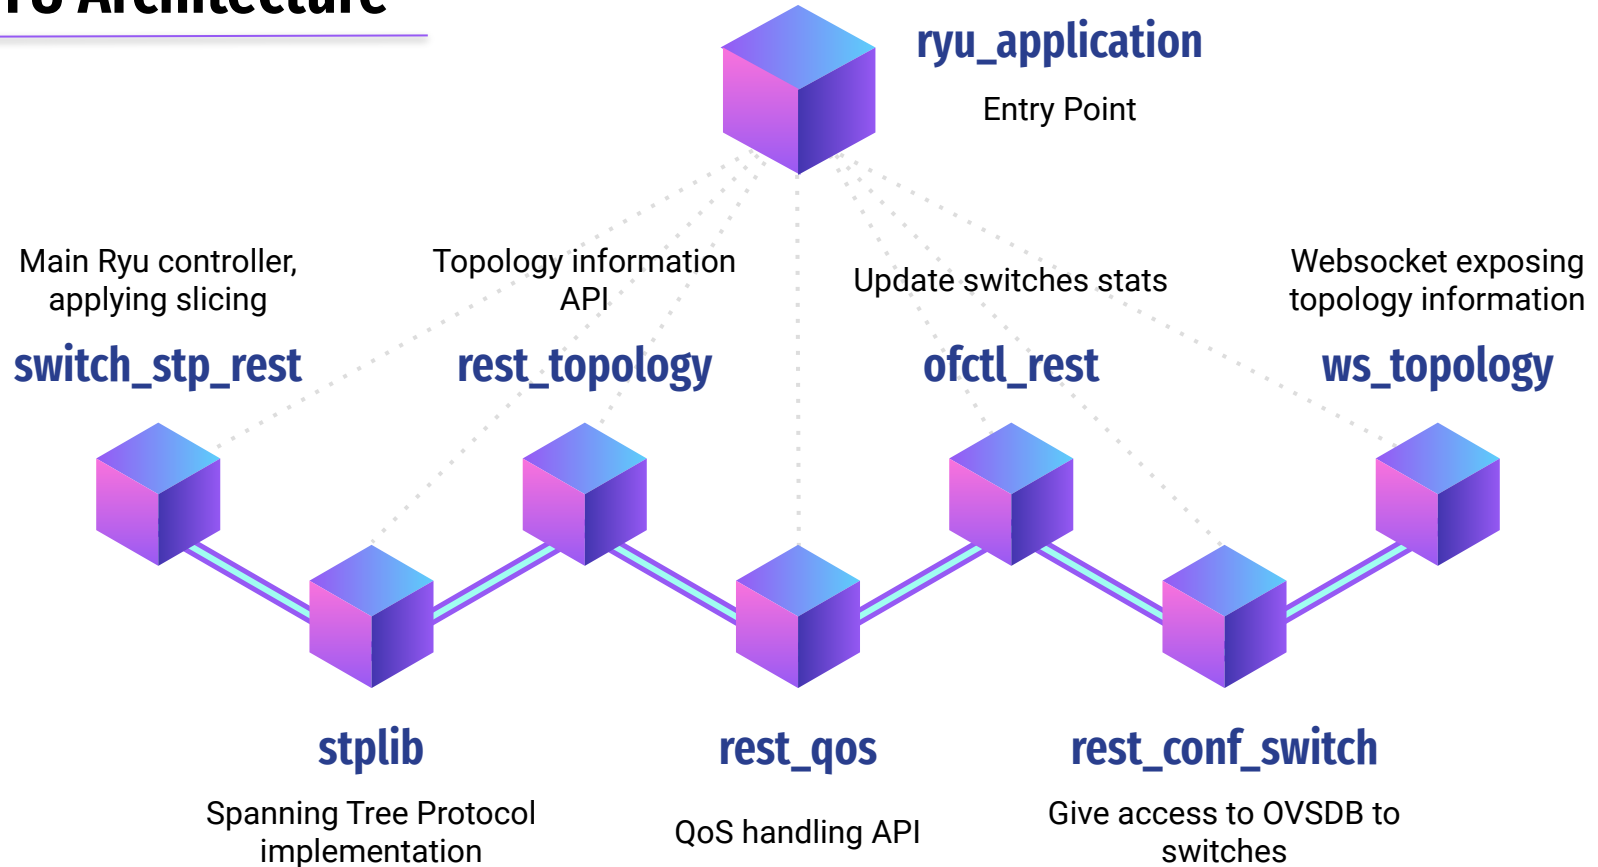 Architecture
ryu_application
Entry Point
Main Ryu controller,
applying slicing
switch_stp_rest
Topology information
API
rest_topology
Update switches stats
ofctl_rest
Websocket exposing
topology information
ws_topology
stplib
Spanning Tree Protocol
implementation
rest_qos
QoS handling API
rest_conf_switch
Give access to OVSDB to
switches